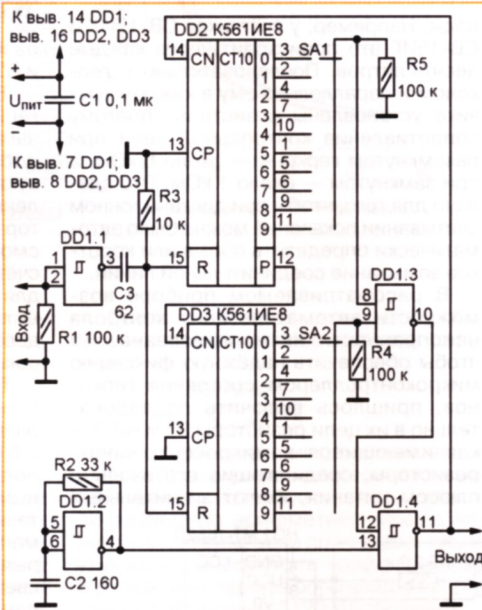 К выв. 14 DD1;
выв. 16 DD2, DD3
+
Uпит
−
C1 0,1 мк
К выв. 7 DD1;
выв. 8 DD2, DD3
DD2 К561ИЕ8
14
CN
CT10
0
3
1
2
2
4
3
7
4
10
5
1
6
5
7
6
8
9
9
11
13
CP
15
R
12
SA1
R5
100 к
R3
10 к
DD1.1
1
2
3
C3
62
Вход
R1 100 к
DD3 К561ИЕ8
14
CN
CT10
0
3
1
2
2
4
3
7
4
10
5
1
6
5
7
6
8
9
9
11
13
CP
15
R
SA2
DD1.3
8
9
10
R4
100 к
R2 33 к
DD1.2
5
6
4
C2 160
DD1.4
12
13
11
Выход